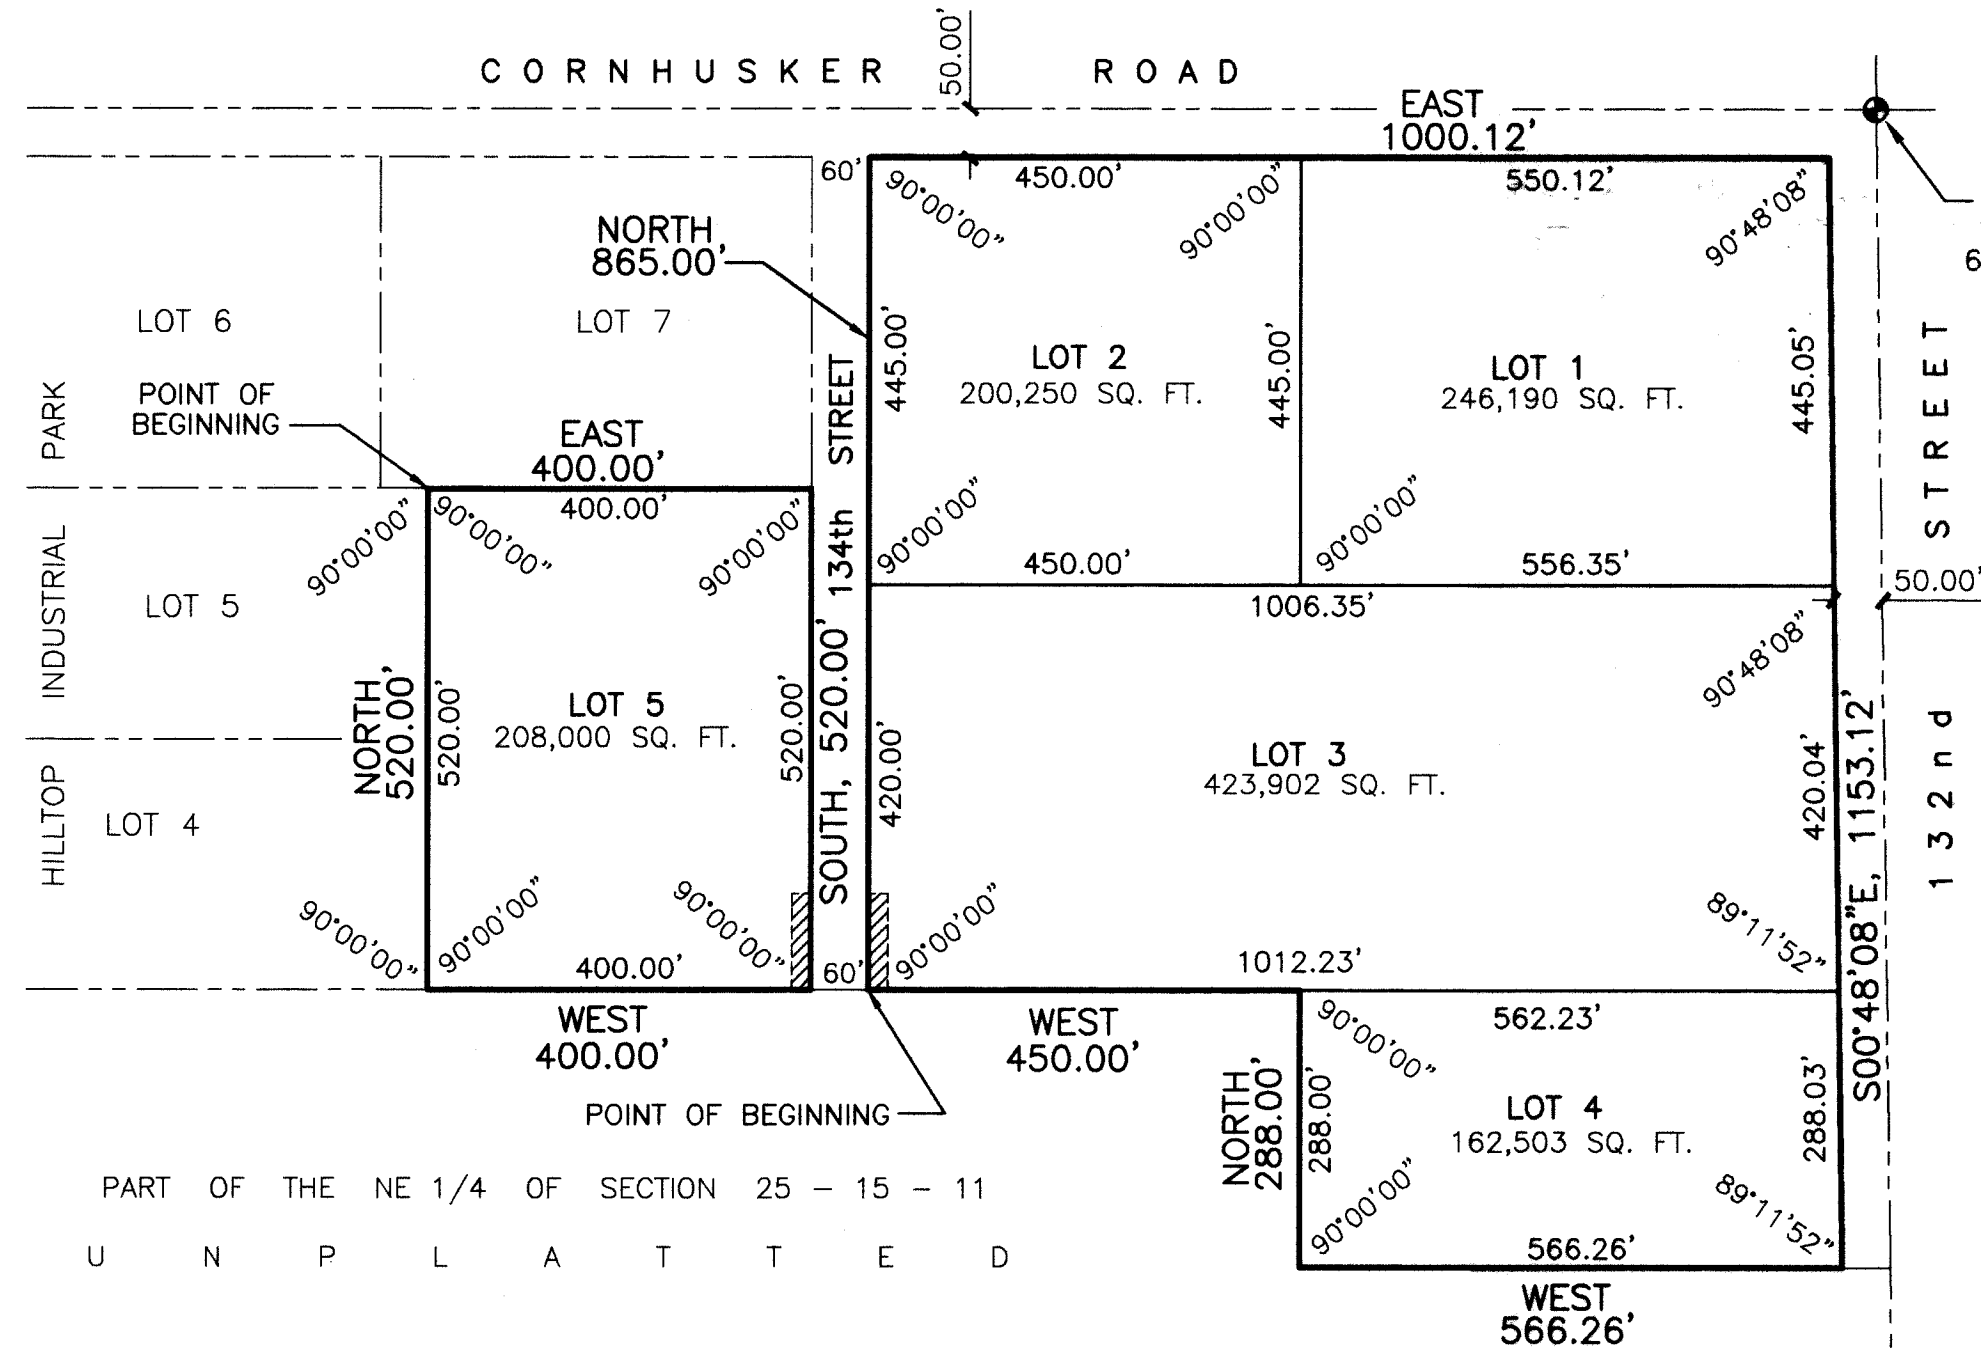 CORNHUSKER ROAD
50.00'
EAST
1000.12'
60'
450.00'
550.12'
90°00'00"
90°00'00"
90°48'08"
NORTH
865.00'
LOT 6
LOT 7
POINT OF
BEGINNING
EAST
400.00'
400.00'
134th STREET
445.00'
LOT 2
200,250 SQ. FT.
445.00'
LOT 1
246,190 SQ. FT.
445.05'
132nd STREET
6
50.00'
90°00'00"
90°00'00"
450.00'
556.35'
1006.35'
90°00'00"
90°00'00"
90°00'00"
90°00'00"
HILLTOP INDUSTRIAL PARK
LOT 5
LOT 4
NORTH
520.00'
520.00'
LOT 5
208,000 SQ. FT.
520.00'
SOUTH, 520.00'
420.00'
LOT 3
423,902 SQ. FT.
90°48'08"
420.04'
S00°48'08"E, 1153.12'
90°00'00"
90°00'00"
90°00'00"
400.00'
60'
90°00'00"
1012.23'
89°11'52"
WEST
400.00'
WEST
450.00'
POINT OF BEGINNING
562.23'
90°00'00"
NORTH
288.00'
288.00'
LOT 4
162,503 SQ. FT.
288.03'
90°00'00"
89°11'52"
566.26'
WEST
566.26'
PART OF THE NE 1/4 OF SECTION 25 - 15 - 11
UNPLATTED